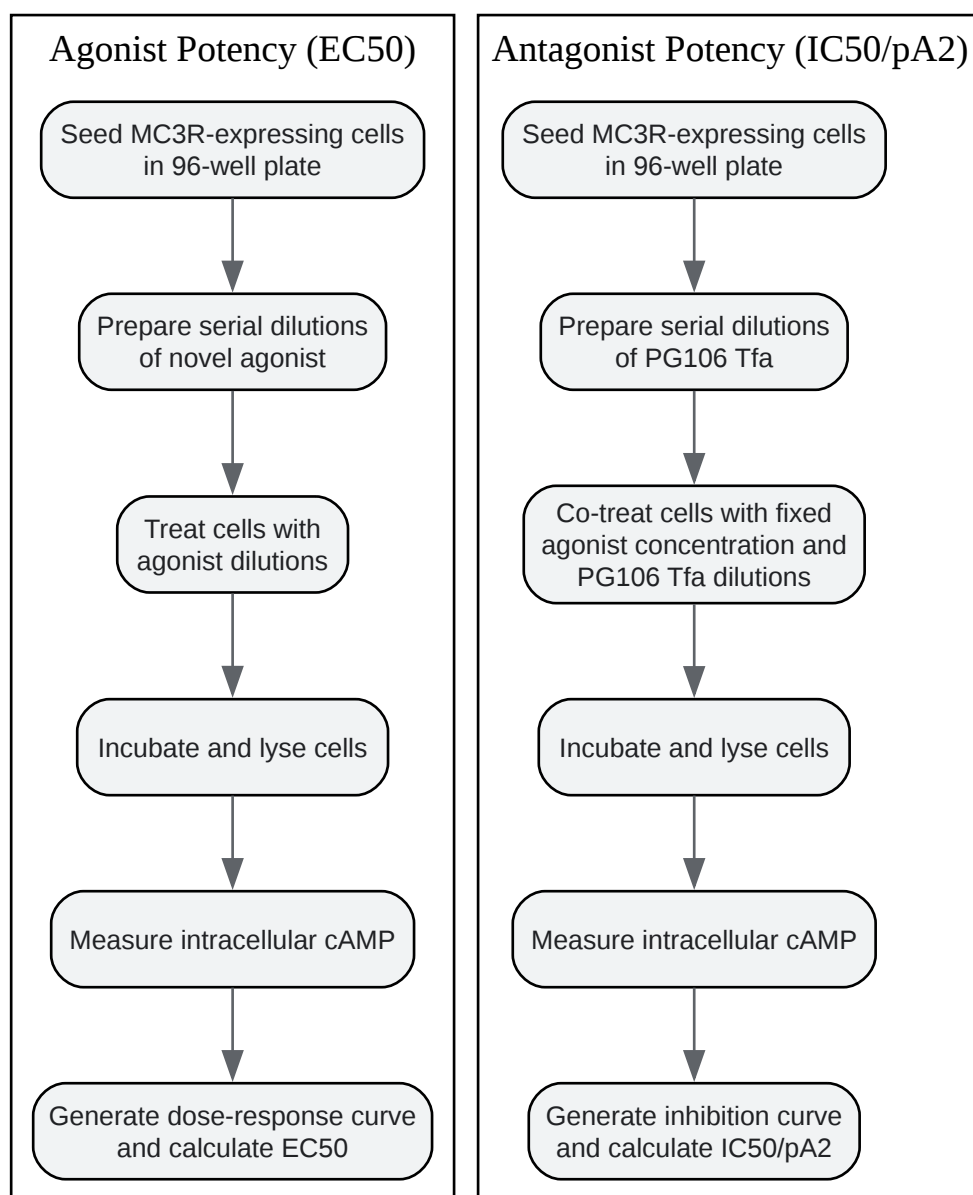 Agonist Potency (EC50)
Seed MC3R-expressing cells
in 96-well plate
Prepare serial dilutions
of novel agonist
Treat cells with
agonist dilutions
Incubate and lyse cells
Measure intracellular cAMP
Generate dose-response curve
and calculate EC50
Antagonist Potency (IC50/pA2)
Seed MC3R-expressing cells
in 96-well plate
Prepare serial dilutions
of PG106 Tfa
Co-treat cells with fixed
agonist concentration and
PG106 Tfa dilutions
Incubate and lyse cells
Measure intracellular cAMP
Generate inhibition curve
and calculate IC50/pA2